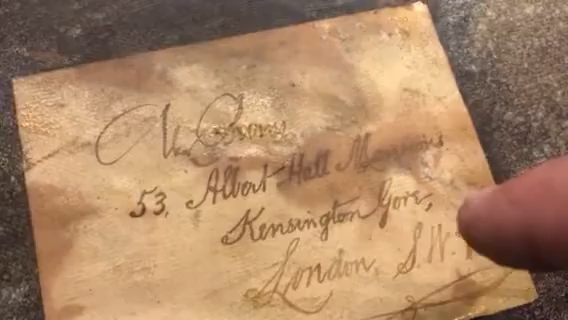 53, Albert Hall Mansions
Kensington Gore,
London, S.W.